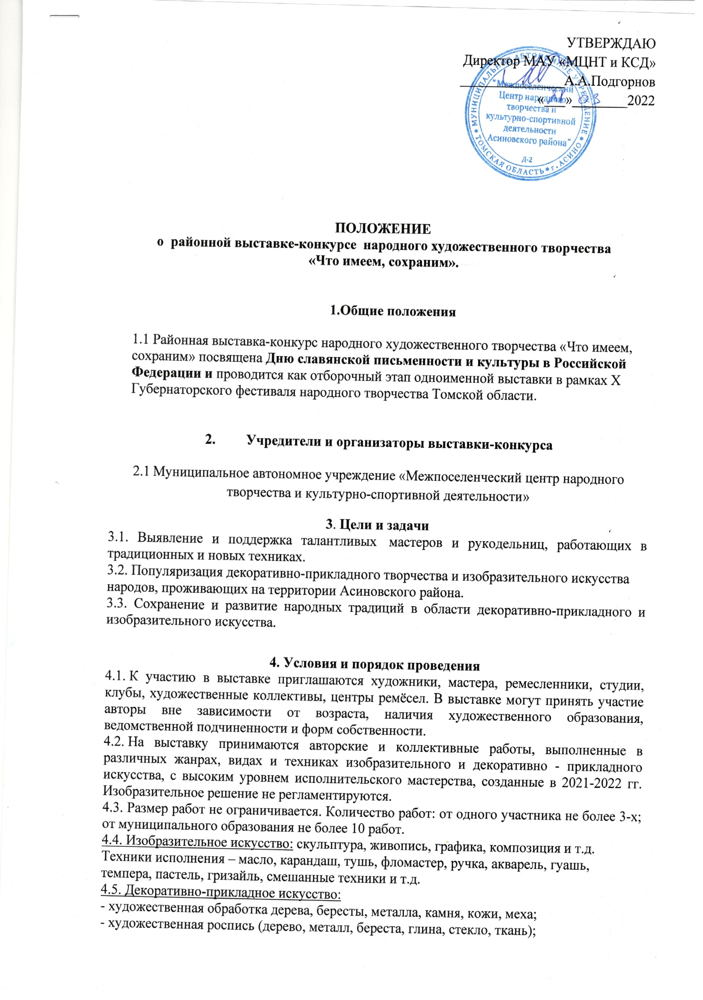 УТВЕРЖДАЮ
Директор МАУ «МЦНТ и КСД»
А.А.Подгорнов
«___»________2022
МУНИЦИПАЛЬНОЕ АВТОНОМНОЕ УЧРЕЖДЕНИЕ * ТОМСКАЯ ОБЛАСТЬ * г. АСИНО *
"Межпоселенческий
Центр народного
творчества и
культурно-спортивной
деятельности
Асиновского района"
Д-2
ПОЛОЖЕНИЕ
о районной выставке-конкурсе народного художественного творчества
«Что имеем, сохраним».
1.Общие положения
1.1 Районная выставка-конкурс народного художественного творчества «Что имеем,
сохраним» посвящена Дню славянской письменности и культуры в Российской
Федерации и проводится как отборочный этап одноименной выставки в рамках X
Губернаторского фестиваля народного творчества Томской области.
2. Учредители и организаторы выставки-конкурса
2.1 Муниципальное автономное учреждение «Межпоселенческий центр народного
творчества и культурно-спортивной деятельности»
3. Цели и задачи
3.1. Выявление и поддержка талантливых мастеров и рукодельниц, работающих в
традиционных и новых техниках.
3.2. Популяризация декоративно-прикладного творчества и изобразительного искусства
народов, проживающих на территории Асиновского района.
3.3. Сохранение и развитие народных традиций в области декоративно-прикладного и
изобразительного искусства.
4. Условия и порядок проведения
4.1. К участию в выставке приглашаются художники, мастера, ремесленники, студии,
клубы, художественные коллективы, центры ремёсел. В выставке могут принять участие
авторы вне зависимости от возраста, наличия художественного образования,
ведомственной подчиненности и форм собственности.
4.2. На выставку принимаются авторские и коллективные работы, выполненные в
различных жанрах, видах и техниках изобразительного и декоративно - прикладного
искусства, с высоким уровнем исполнительского мастерства, созданные в 2021-2022 гг.
Изобразительное решение не регламентируются.
4.3. Размер работ не ограничивается. Количество работ: от одного участника не более 3-х;
от муниципального образования не более 10 работ.
4.4. Изобразительное искусство: скульптура, живопись, графика, композиция и т.д.
Техники исполнения – масло, карандаш, тушь, фломастер, ручка, акварель, гуашь,
темпера, пастель, гризайль, смешанные техники и т.д.
4.5. Декоративно-прикладное искусство:
- художественная обработка дерева, бересты, металла, камня, кожи, меха;
- художественная роспись (дерево, металл, береста, глина, стекло, ткань);